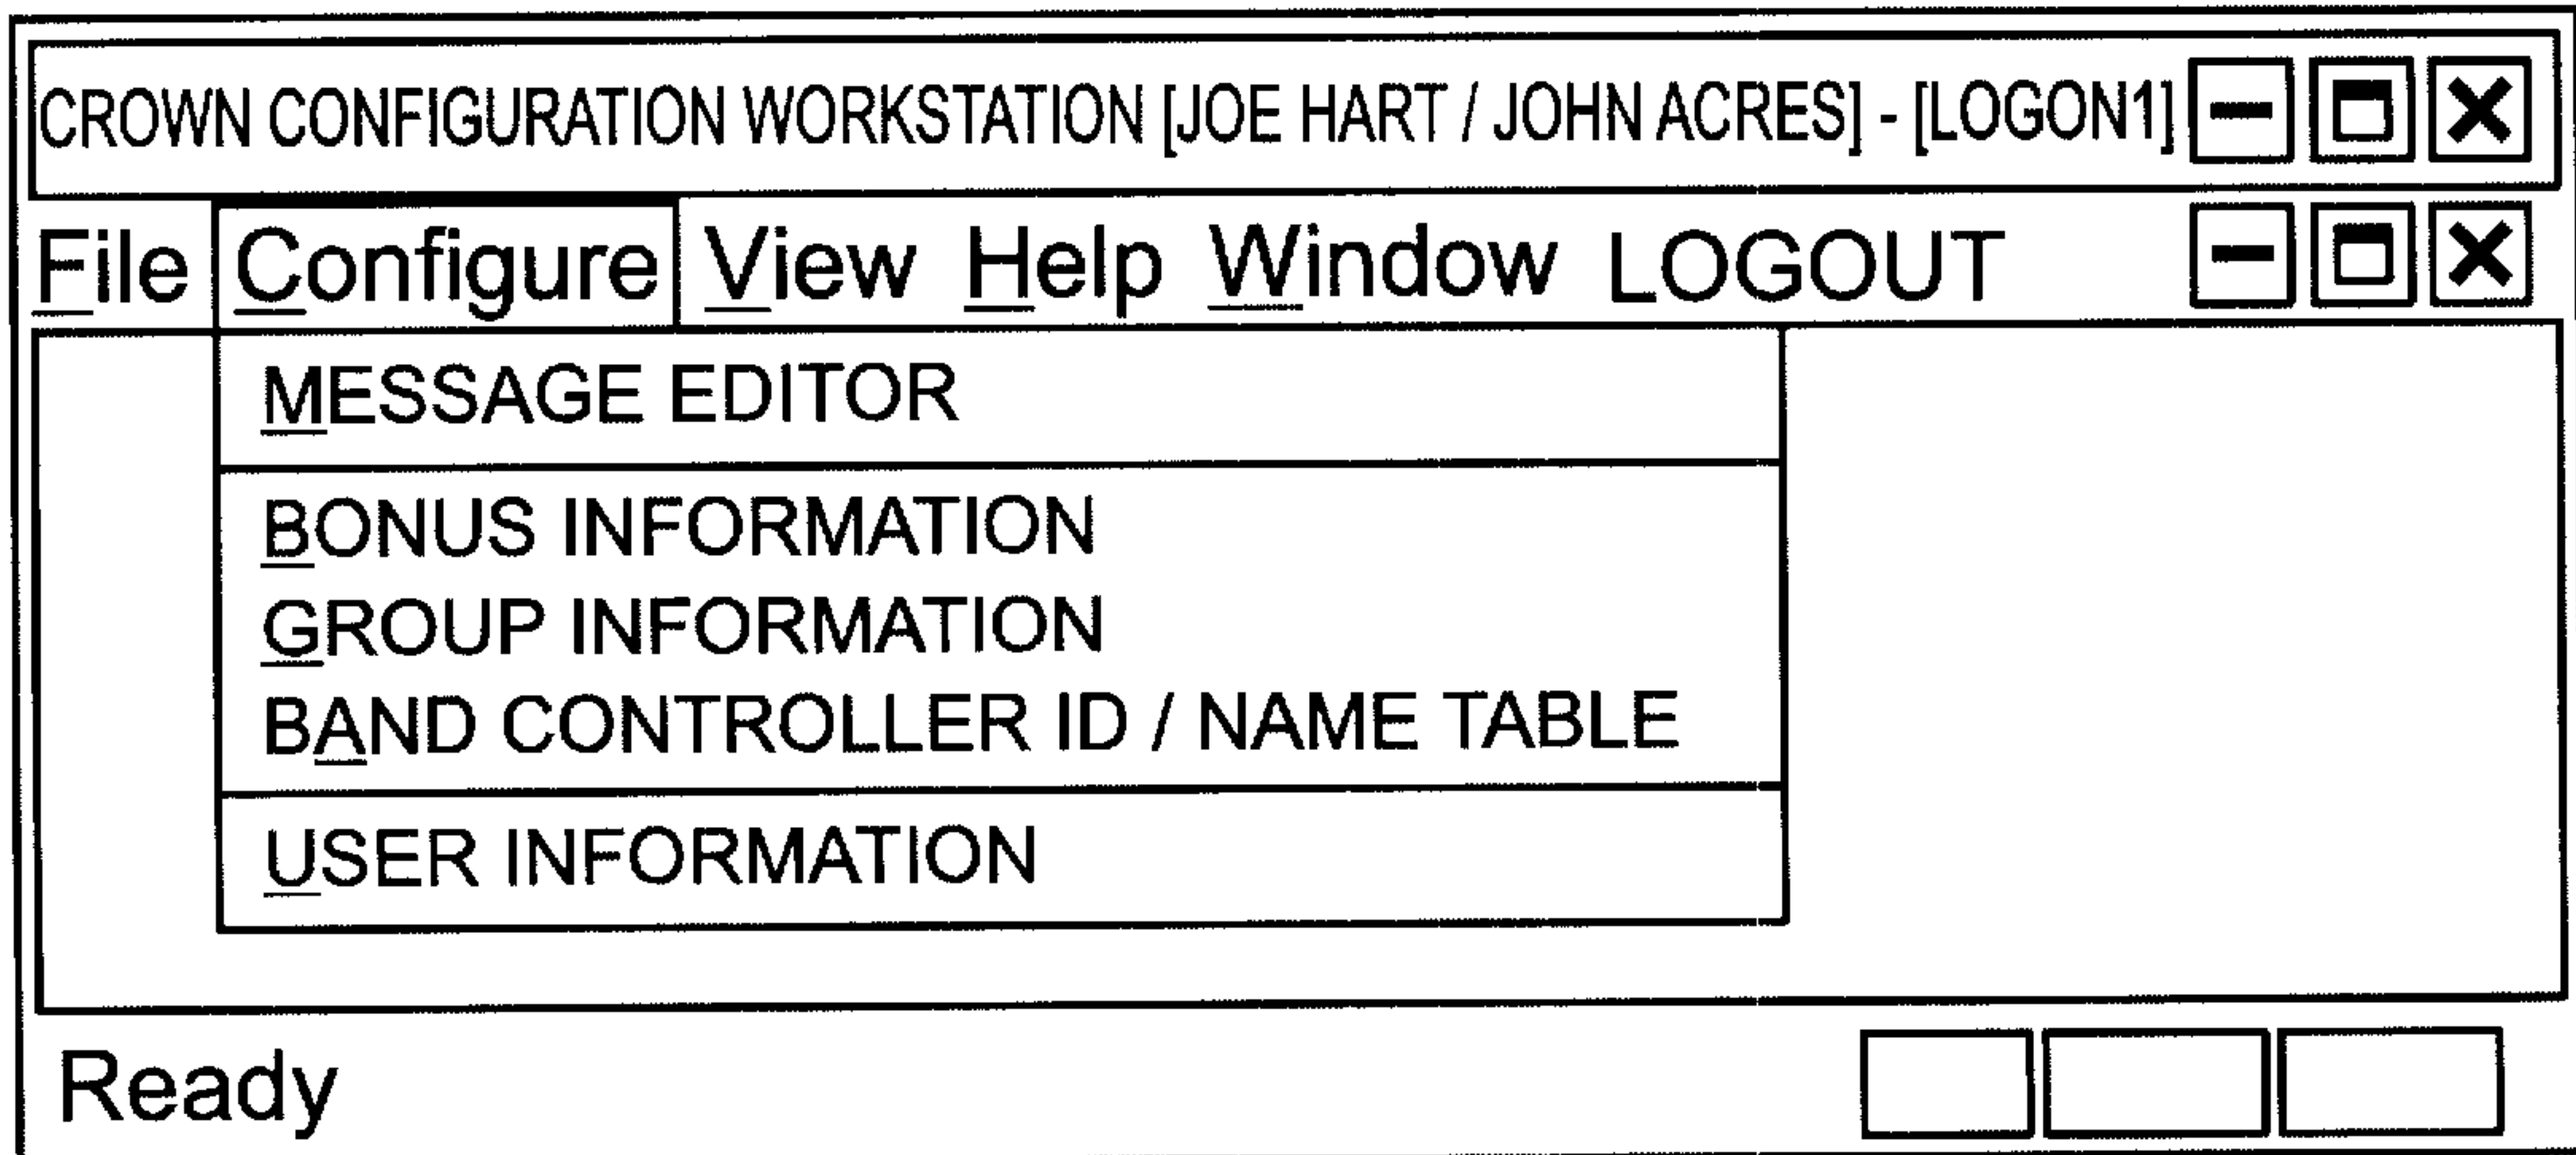 CROWN CONFIGURATION WORKSTATION [JOE HART / JOHN ACRES] - [LOGON1]
File Configure View Help Window LOGOUT
MESSAGE EDITOR
BONUS INFORMATION
GROUP INFORMATION
BAND CONTROLLER ID / NAME TABLE
USER INFORMATION
Ready